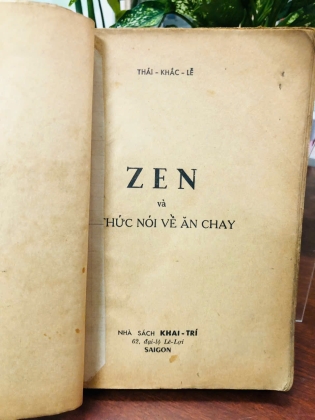 THÁI - KHẮC - LỄ
ZEN
và
HỨC NÓI VỀ ĂN CHAY
NHÀ SÁCH KHAI-TRÍ
62, đại-lộ Lê-Lợi
SAIGON